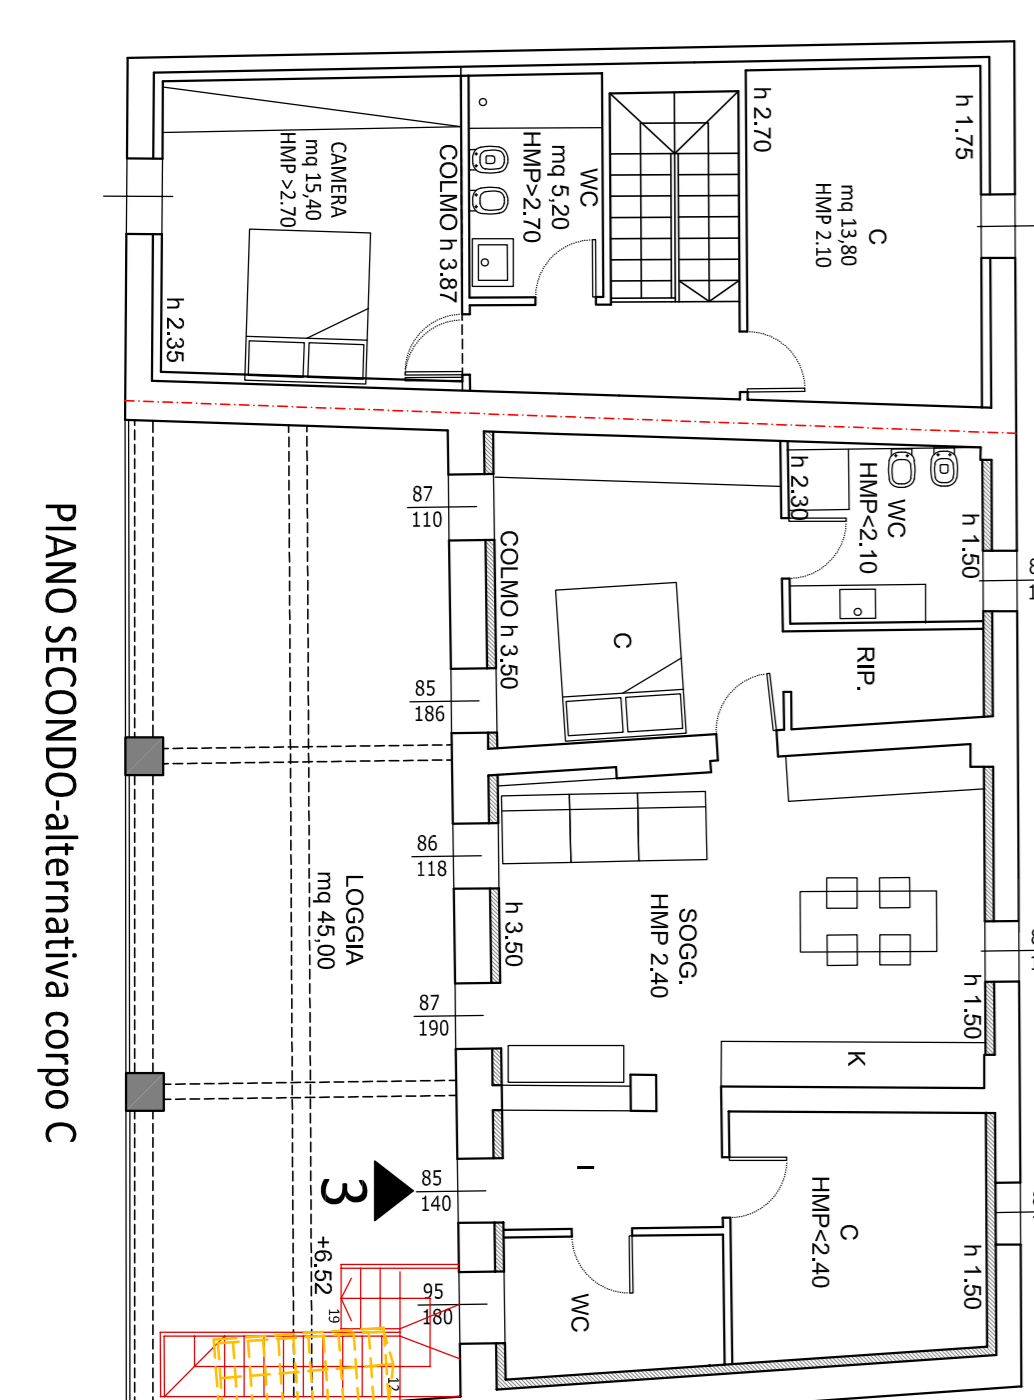 CAMERA
mq 15,40
HMP >2.70
h 2.35
COLMO h 3.87
WC
mq 5,20
HMP>2.70
h 2.70
h 1.75
C
mq 13,80
HMP 2.10
87
110
COLMO h 3.50
h 2.30
WC
HMP<2.10
h 1.50
C
RIP.
85
186
86
118
LOGGIA
mq 45,00
h 3.50
SOGG.
HMP 2.40
h 1.50
87
190
K
3
85
140
I
C
HMP<2.40
h 1.50
+6.52
19
95
180
WC
12
PIANO SECONDO-alternativa corpo C